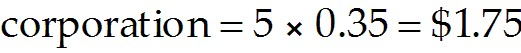 corporation = 5 × 0.35 = $1.75